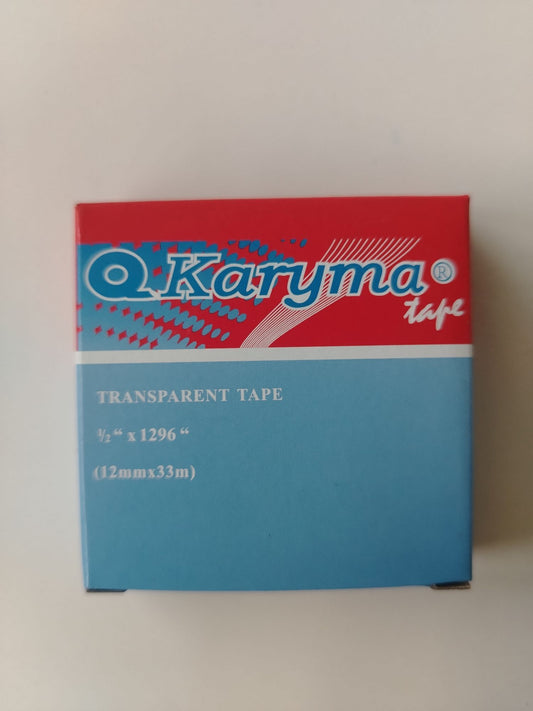 Karyma®
tape
TRANSPARENT TAPE
½“ x 1296“
(12mmx33m)